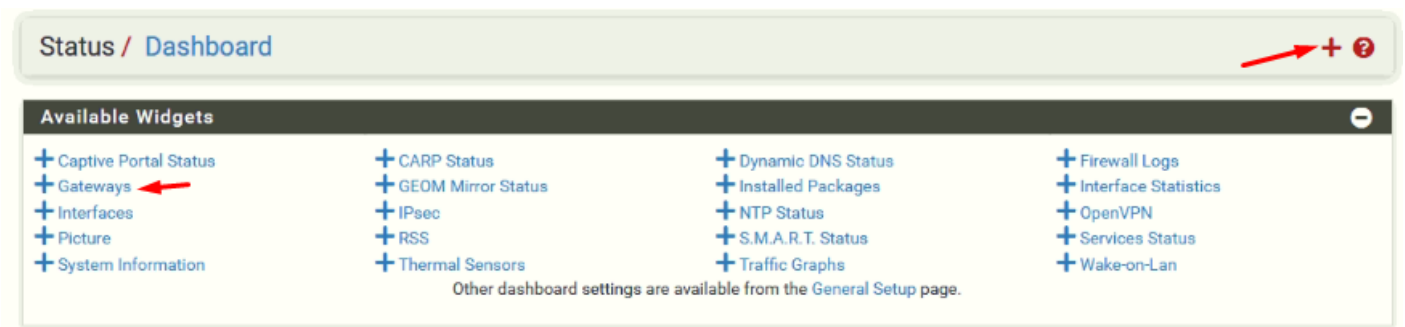 Status / Dashboard
Available Widgets
Captive Portal Status CARP Status Dynamic DNS Status Firewall Logs
Gateways GEOM Mirror Status Installed Packages Interface Statistics
Interfaces IPsec NTP Status OpenVPN
Picture RSS S.M.A.R.T. Status Services Status
System Information Thermal Sensors Traffic Graphs Wake-on-Lan
Other dashboard settings are available from the General Setup page.